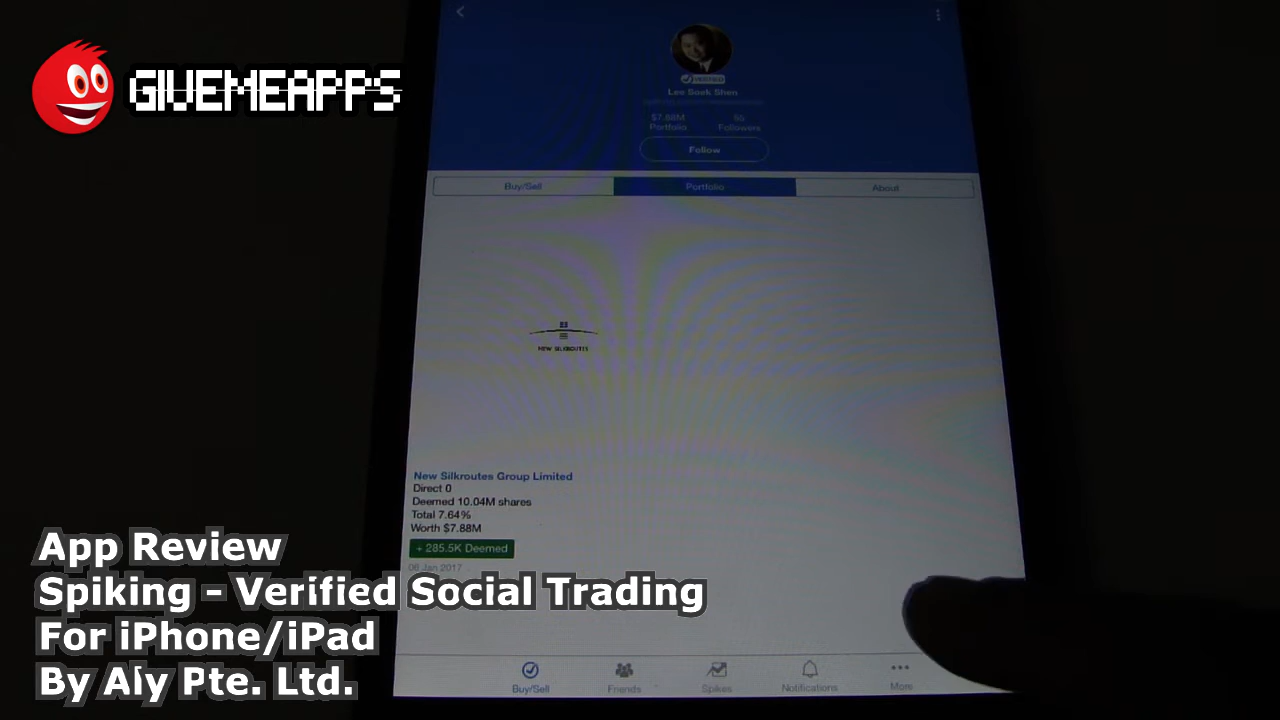 GIVEMEAPPS
VERIFIED
Lee Soak Shen
$7.88M
Portfolio
Followers
Follow
Buy/Sell
Portfolio
About
NEW SILKROUTES
New Silkroutes Group Limited
Direct 0
Deemed 10.04M shares
Total 7.64%
Worth $7.88M
+ 285.5K Deemed
06 Jan 2017
App Review
Spiking - Verified Social Trading
For iPhone/iPad
By Aly Pte. Ltd.
Buy/Sell
Friends
Spikes
Notifications
More